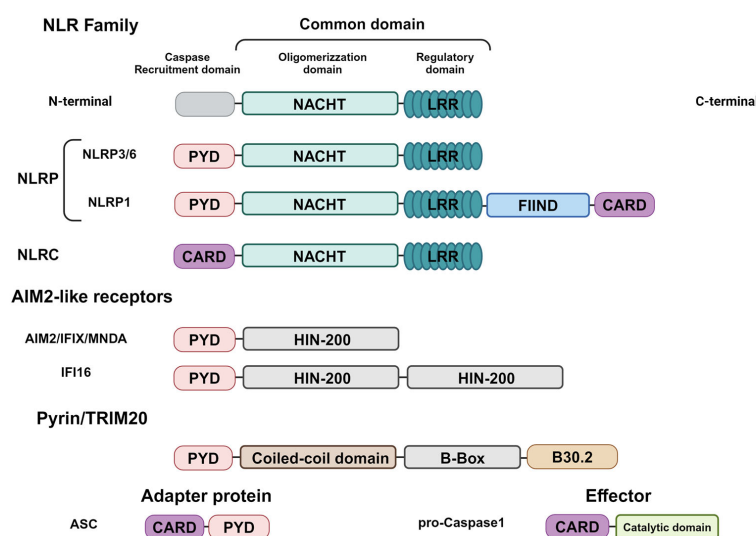 NLR Family
Common domain
Caspase
Recruitment domain
Oligomerizzation
domain
Regulatory
domain
N-terminal
NACHT
LRR
C-terminal
NLRP
NLRP3/6
PYD
NACHT
LRR
NLRP1
PYD
NACHT
LRR
FIIND
CARD
NLRC
CARD
NACHT
LRR
AIM2-like receptors
AIM2/IFIX/MNDA
PYD
HIN-200
IFI16
PYD
HIN-200
HIN-200
Pyrin/TRIM20
PYD
Coiled-coil domain
B-Box
B30.2
Adapter protein
Effector
ASC
CARD
PYD
pro-Caspase1
CARD
Catalytic domain